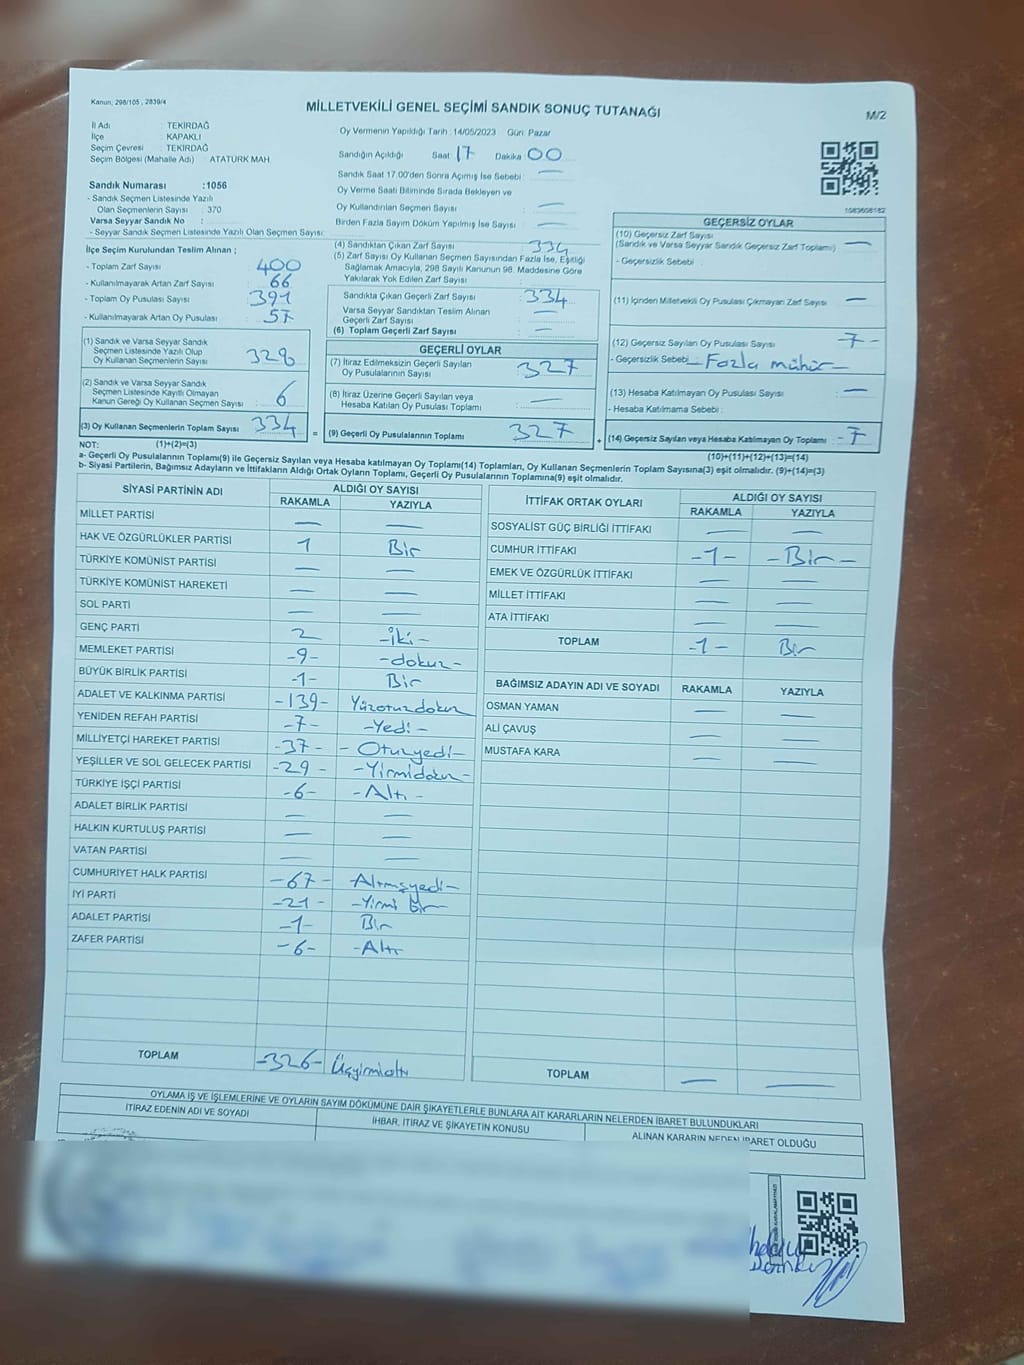 Kanun; 298/105 , 2839/4
MİLLETVEKİLİ GENEL SEÇİMİ SANDIK SONUÇ TUTANAĞI
M/2
İl Adı : TEKİRDAĞ
İlçe : KAPAKLI
Seçim Çevresi : TEKİRDAĞ
Seçim Bölgesi (Mahalle Adı) : ATATÜRK MAH.
Sandık Numarası :1056
- Sandık Seçmen Listesinde Yazılı
Olan Seçmenlerin Sayısı : 370
Varsa Seyyar Sandık No :
- Seyyar Sandık Seçmen Listesinde Yazılı Olan Seçmen Sayısı:
Oy Vermenin Yapıldığı Tarih : 14/05/2023 Gün: Pazar
Sandığın Açıldığı Saat 17 Dakika 00
Sandık Saat 17.00'den Sonra Açımış İse Sebebi : —
Oy Verme Saati Bitiminde Sırada Bekleyen ve
Oy Kullandırılan Seçmen Sayısı : —
Birden Fazla Sayım Döküm Yapılmış İse Sayısı : —
1083608182
İlçe Seçim Kurulundan Teslim Alınan ;
- Toplam Zarf Sayısı 400
- Kullanılmayarak Artan Zarf Sayısı : 66
- Toplam Oy Pusulası Sayısı : 391
- Kullanılmayarak Artan Oy Pusulası : 57
(4) Sandıktan Çıkan Zarf Sayısı 334
(5) Zarf Sayısı Oy Kullanan Seçmen Sayısından Fazla İse, Eşitliği
Sağlamak Amacıyla, 298 Sayılı Kanunun 98. Maddesine Göre
Yakılarak Yok Edilen Zarf Sayısı :
Sandıkta Çıkan Geçerli Zarf Sayısı : 334
Varsa Seyyar Sandıktan Teslim Alınan
Geçerli Zarf Sayısı : —
(6) Toplam Geçerli Zarf Sayısı : —
GEÇERSİZ OYLAR
(10) Geçersiz Zarf Sayısı
(Sandık ve Varsa Seyyar Sandık Geçersiz Zarf Toplamı) : —
- Geçersizlik Sebebi :
(11) İçinden Milletvekili Oy Pusulası Çıkmayan Zarf Sayısı : —
(12) Geçersiz Sayılan Oy Pusulası Sayısı : -7-
- Geçersizlik Sebebi : - Fazla mühür -
(13) Hesaba Katılmayan Oy Pusulası Sayısı : —
- Hesaba Katılmama Sebebi :
(14) Geçersiz Sayılan veya Hesaba Katılmayan Oy Toplamı : -7
(10)+(11)+(12)+(13)=(14)
(1) Sandık ve Varsa Seyyar Sandık
Seçmen Listesinde Yazılı Olup
Oy Kullanan Seçmenlerin Sayısı : 328
(2) Sandık ve Varsa Seyyar Sandık
Seçmen Listesinde Kayıtlı Olmayan
Kanun Gereği Oy Kullanan Seçmen Sayısı : 6
(3) Oy Kullanan Seçmenlerin Toplam Sayısı : 334
GEÇERLİ OYLAR
(7) İtiraz Edilmeksizin Geçerli Sayılan
Oy Pusulalarının Sayısı : 327
(8) İtiraz Üzerine Geçerli Sayılan veya
Hesaba Katılan Oy Pusulası Toplamı : —
= (9) Geçerli Oy Pusulalarının Toplamı : 327 +
NOT: (1)+(2)=(3)
a- Geçerli Oy Pusulalarının Toplamı(9) ile Geçersiz Sayılan veya Hesaba katılmayan Oy Toplamı(14) Toplamları, Oy Kullanan Seçmenlerin Toplam Sayısına(3) eşit olmalıdır. (9)+(14)=(3)
b- Siyasi Partilerin, Bağımsız Adayların ve İttifakların Aldığı Ortak Oyların Toplamı, Geçerli Oy Pusulalarının Toplamına(9) eşit olmalıdır.
SİYASİ PARTİNİN ADI ALDIĞI OY SAYISI
RAKAMLA YAZIYLA
MİLLET PARTİSİ — —
HAK VE ÖZGÜRLÜKLER PARTİSİ 1 Bir
TÜRKİYE KOMÜNİST PARTİSİ — —
TÜRKİYE KOMÜNİST HAREKETİ — —
SOL PARTİ — —
GENÇ PARTİ 2 -iki-
MEMLEKET PARTİSİ -9- -dokuz-
BÜYÜK BİRLİK PARTİSİ -1- Bir
ADALET VE KALKINMA PARTİSİ -139- Yüzotuzdokuz
YENİDEN REFAH PARTİSİ -7- -Yedi-
MİLLİYETÇİ HAREKET PARTİSİ -37- -Otuzyedi-
YEŞİLLER VE SOL GELECEK PARTİSİ -29- -Yirmidokuz-
TÜRKİYE İŞÇİ PARTİSİ -6- -Altı-
ADALET BİRLİK PARTİSİ — —
HALKIN KURTULUŞ PARTİSİ — —
VATAN PARTİSİ — —
CUMHURİYET HALK PARTİSİ -67- Altmışyedi-
İYİ PARTİ -21- -Yirmi bir-
ADALET PARTİSİ -1- Bir
ZAFER PARTİSİ -6- -Altı
TOPLAM -326- Üçyirmialtı
İTTİFAK ORTAK OYLARI ALDIĞI OY SAYISI
RAKAMLA YAZIYLA
SOSYALİST GÜÇ BİRLİĞİ İTTİFAKI — —
CUMHUR İTTİFAKI -1- -Bir-
EMEK VE ÖZGÜRLÜK İTTİFAKI — —
MİLLET İTTİFAKI — —
ATA İTTİFAKI — —
TOPLAM -1- Bir
BAĞIMSIZ ADAYIN ADI VE SOYADI RAKAMLA YAZIYLA
OSMAN YAMAN — —
ALİ ÇAVUŞ — —
MUSTAFA KARA — —
TOPLAM — —
OYLAMA İŞ VE İŞLEMLERİNE VE OYLARIN SAYIM DÖKÜMÜNE DAİR ŞİKAYETLERLE BUNLARA AİT KARARLARIN NELERDEN İBARET BULUNDUKLARI
İTİRAZ EDENİN ADI VE SOYADI İHBAR, İTİRAZ VE ŞİKAYETİN KONUSU ALINAN KARARIN NEDEN İBARET OLDUĞU